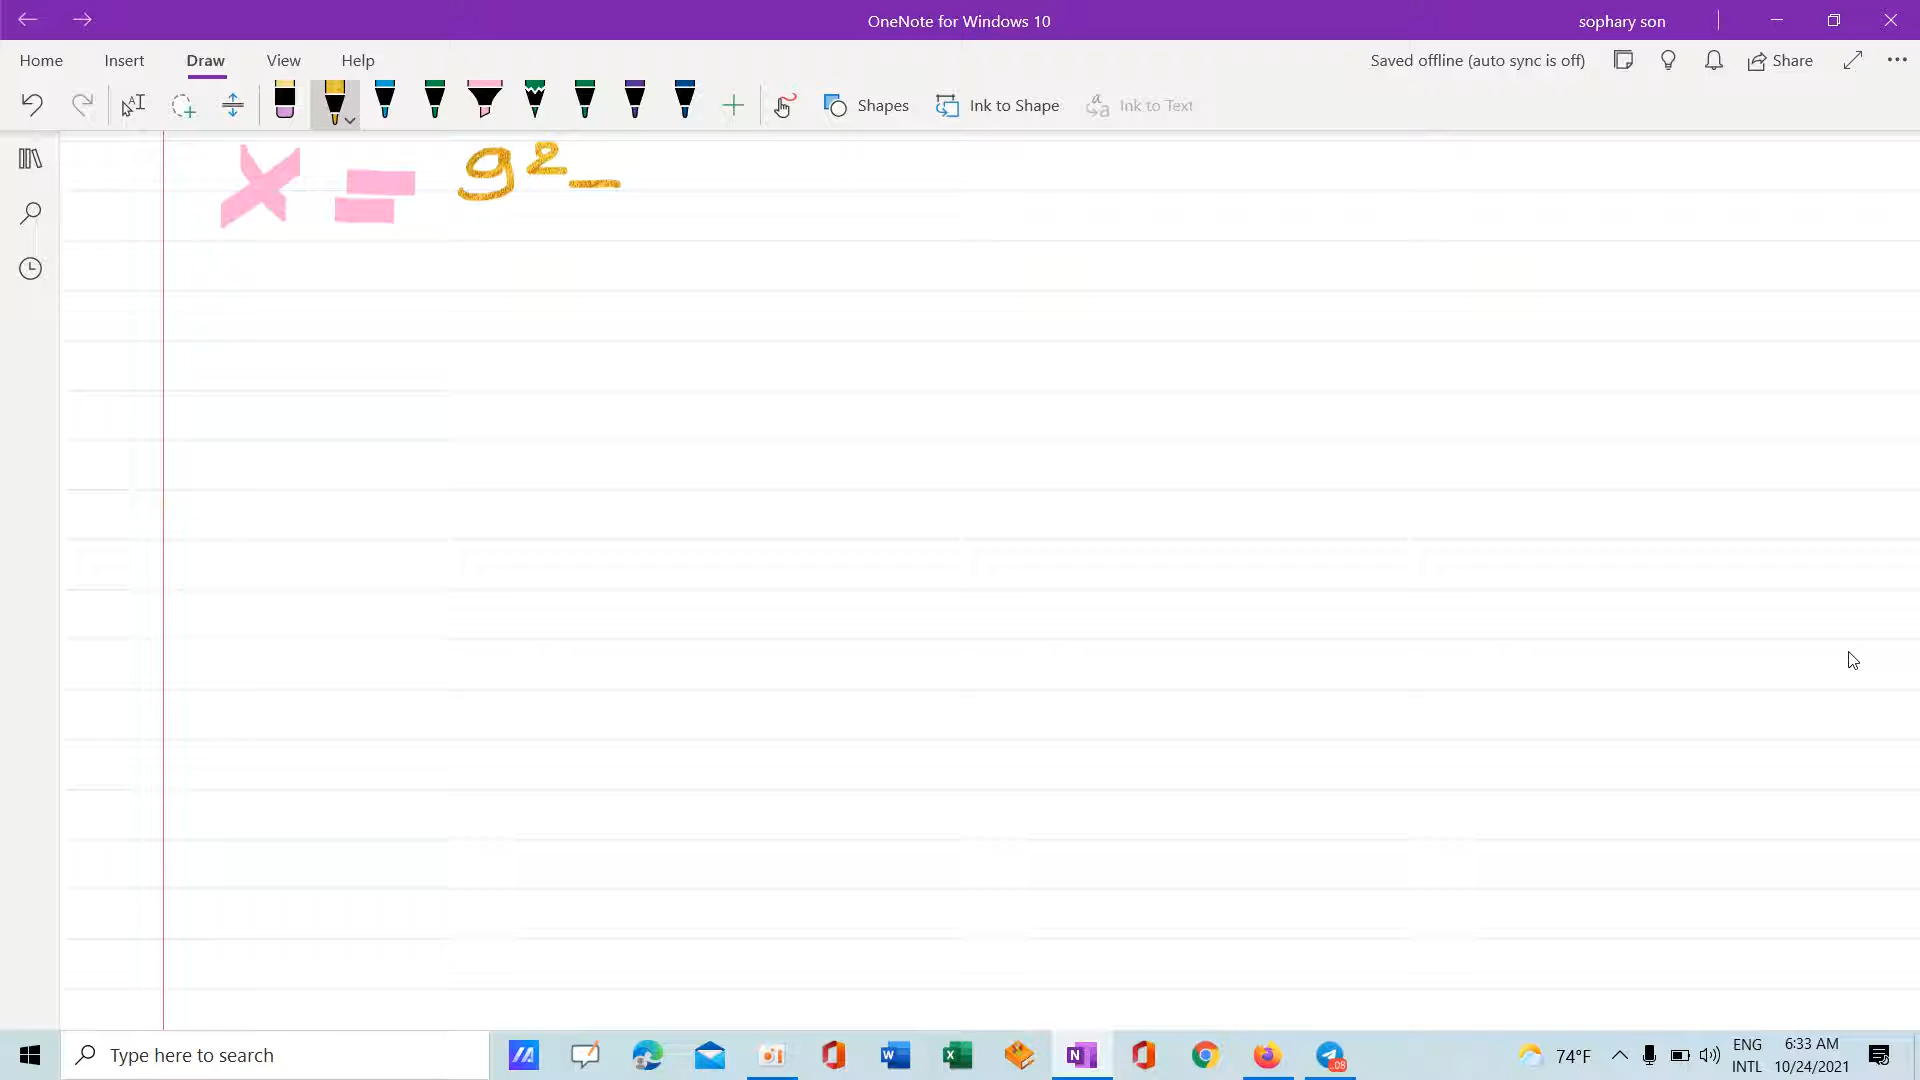 OneNote for Windows 10
sophary son
Home Insert Draw View Help
Saved offline (auto sync is off) Share
Shapes Ink to Shape Ink to Text
x = 9² –
Type here to search
74°F
ENG
INTL
6:33 AM
10/24/2021